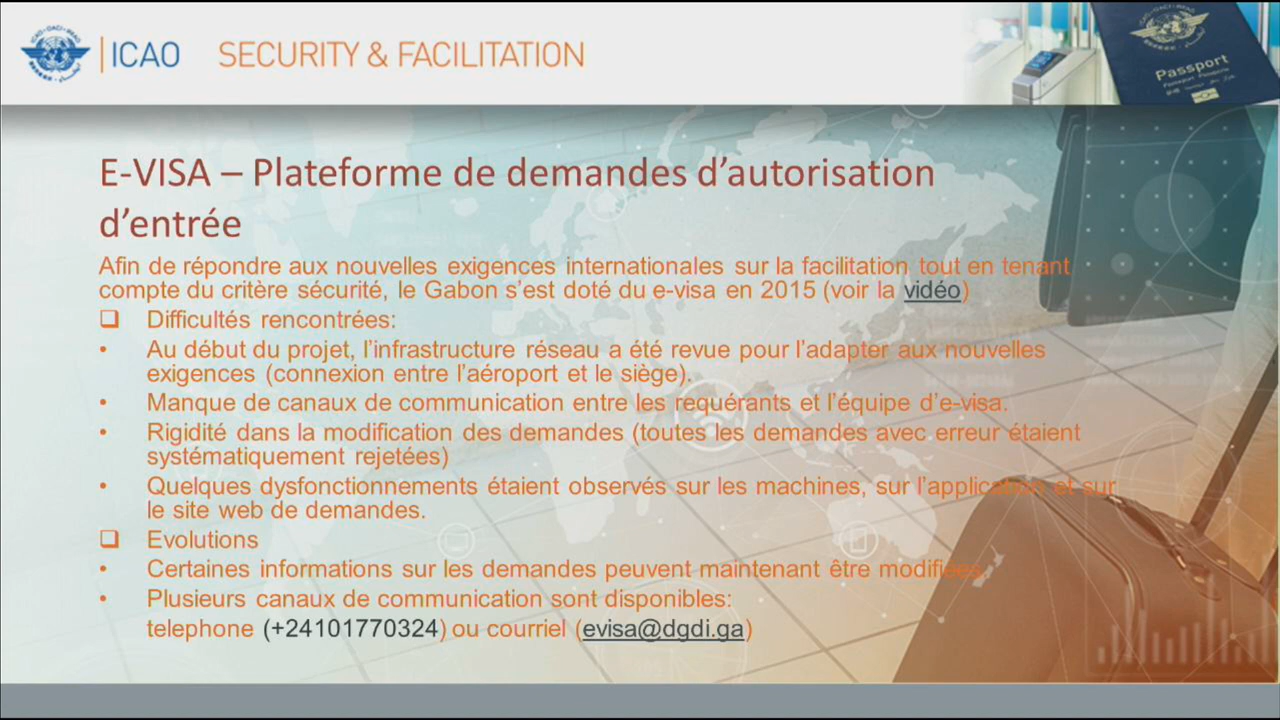 ICAO SECURITY & FACILITATION
Passport
E-VISA – Plateforme de demandes d’autorisation
d’entrée
Afin de répondre aux nouvelles exigences internationales sur la facilitation tout en tenant
compte du critère sécurité, le Gabon s’est doté du e-visa en 2015 (voir la vidéo)
❑ Difficultés rencontrées:
• Au début du projet, l’infrastructure réseau a été revue pour l’adapter aux nouvelles
exigences (connexion entre l’aéroport et le siège).
• Manque de canaux de communication entre les requérants et l’équipe d’e-visa.
• Rigidité dans la modification des demandes (toutes les demandes avec erreur étaient
systématiquement rejetées)
• Quelques dysfonctionnements étaient observés sur les machines, sur l’application et sur
le site web de demandes.
❑ Evolutions
• Certaines informations sur les demandes peuvent maintenant être modifiées.
• Plusieurs canaux de communication sont disponibles:
telephone (+24101770324) ou courriel (evisa@dgdi.ga)